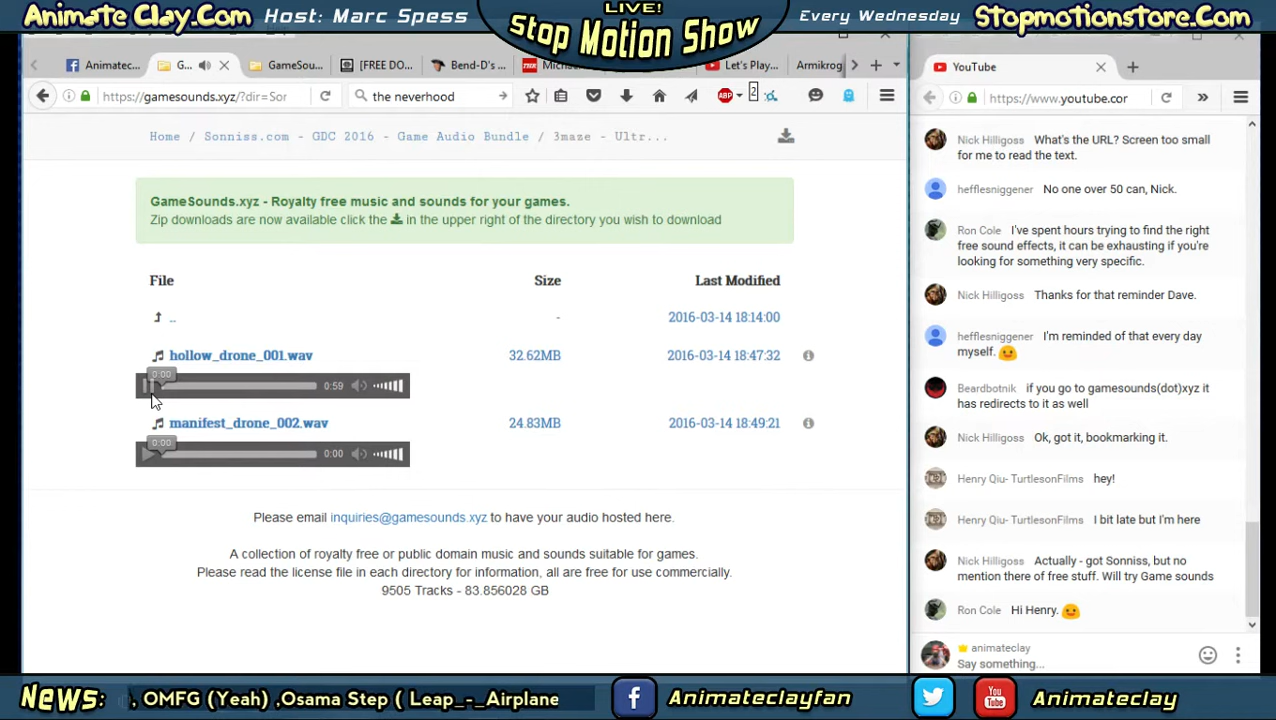 Animate Clay.Com
Host: Marc Spess
LIVE!
Stop Motion Show
Every Wednesday
Stopmotionstore.Com
Animatec...
G...
GameSou...
[FREE DO...
Bend-D's ...
Let's Play...
Armikrog
https://gamesounds.xyz/?dir=Sor
the neverhood
ABP
2
Home / Sonniss.com - GDC 2016 - Game Audio Bundle / 3maze - Ultr...
GameSounds.xyz - Royalty free music and sounds for your games.
Zip downloads are now available click the in the upper right of the directory you wish to download
File Size Last Modified
.. - 2016-03-14 18:14:00
hollow_drone_001.wav 32.62MB 2016-03-14 18:47:32
0:00
0:59
manifest_drone_002.wav 24.83MB 2016-03-14 18:49:21
0:00
0:00
Please email inquiries@gamesounds.xyz to have your audio hosted here.
A collection of royalty free or public domain music and sounds suitable for games.
Please read the license file in each directory for information, all are free for use commercially.
9505 Tracks - 83.856028 GB
YouTube
https://www.youtube.cor
Nick Hilligoss What's the URL? Screen too small
for me to read the text.
hefflesniggener No one over 50 can, Nick.
Ron Cole I've spent hours trying to find the right
free sound effects, it can be exhausting if you're
looking for something very specific.
Nick Hilligoss Thanks for that reminder Dave.
hefflesniggener I'm reminded of that every day
myself.
Beardbotnik if you go to gamesounds(dot)xyz it
has redirects to it as well
Nick Hilligoss Ok, got it, bookmarking it.
Henry Qiu- TurtlesonFilms hey!
Henry Qiu- TurtlesonFilms I bit late but I'm here
Nick Hilligoss Actually - got Sonniss, but no
mention there of free stuff. Will try Game sounds
Ron Cole Hi Henry.
animateclay
Say something...
News:
, OMFG (Yeah) ,Osama Step ( Leap_-_Airplane
Animateclayfan
You Tube
Animateclay